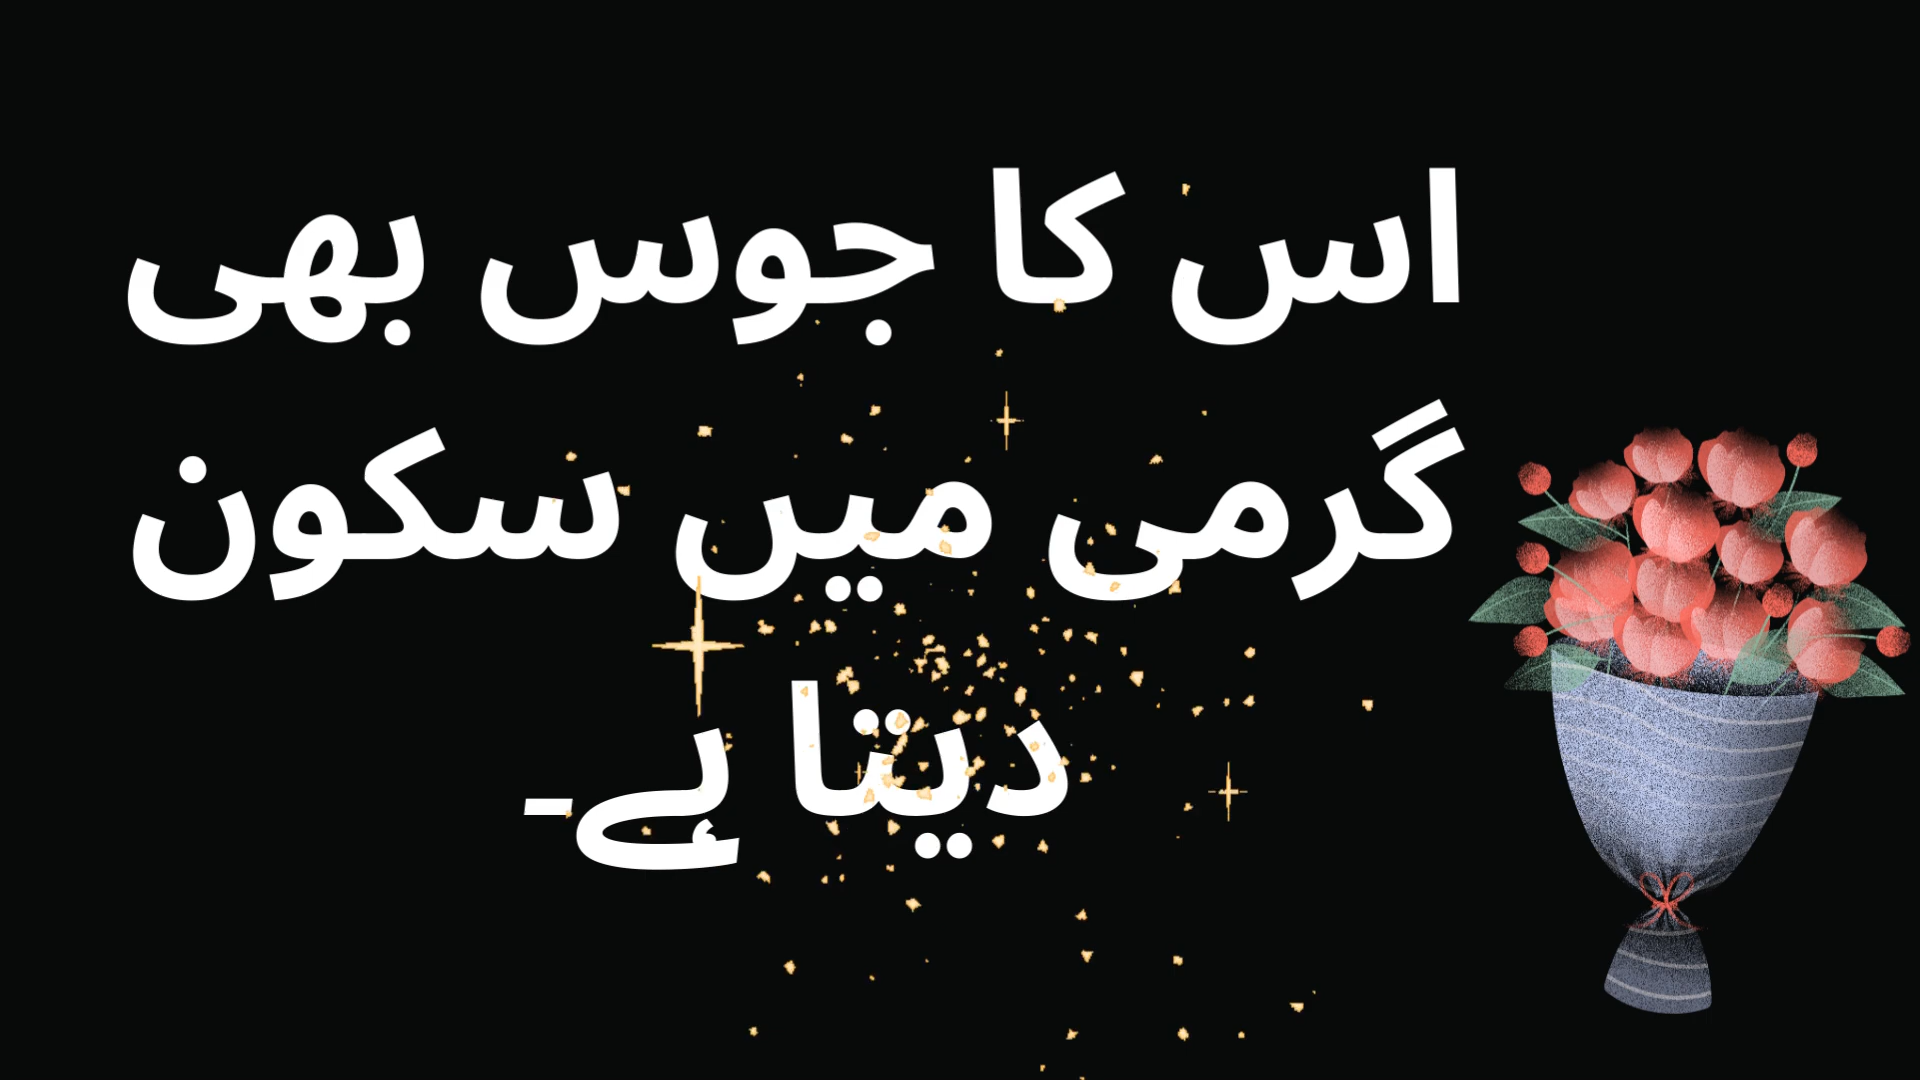 اس کا جوس بھی
گرمی میں سکون
دیتا ہے۔